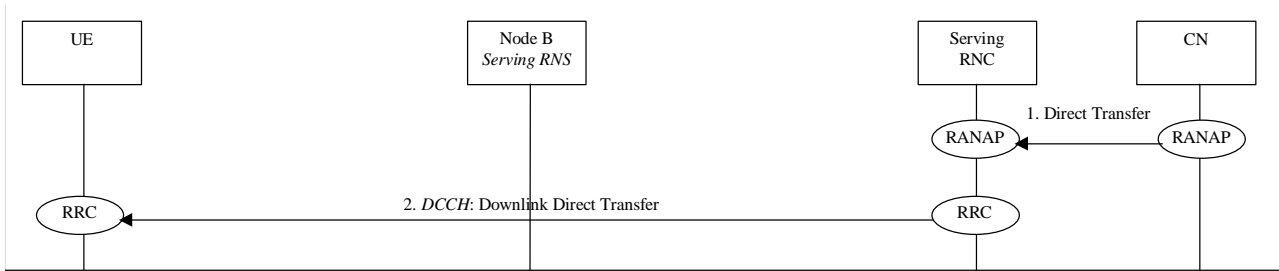 UE
Node B
Serving RNS
Serving
RNC
CN
1. Direct Transfer
RANAP
RANAP
2. DCCH: Downlink Direct Transfer
RRC
RRC